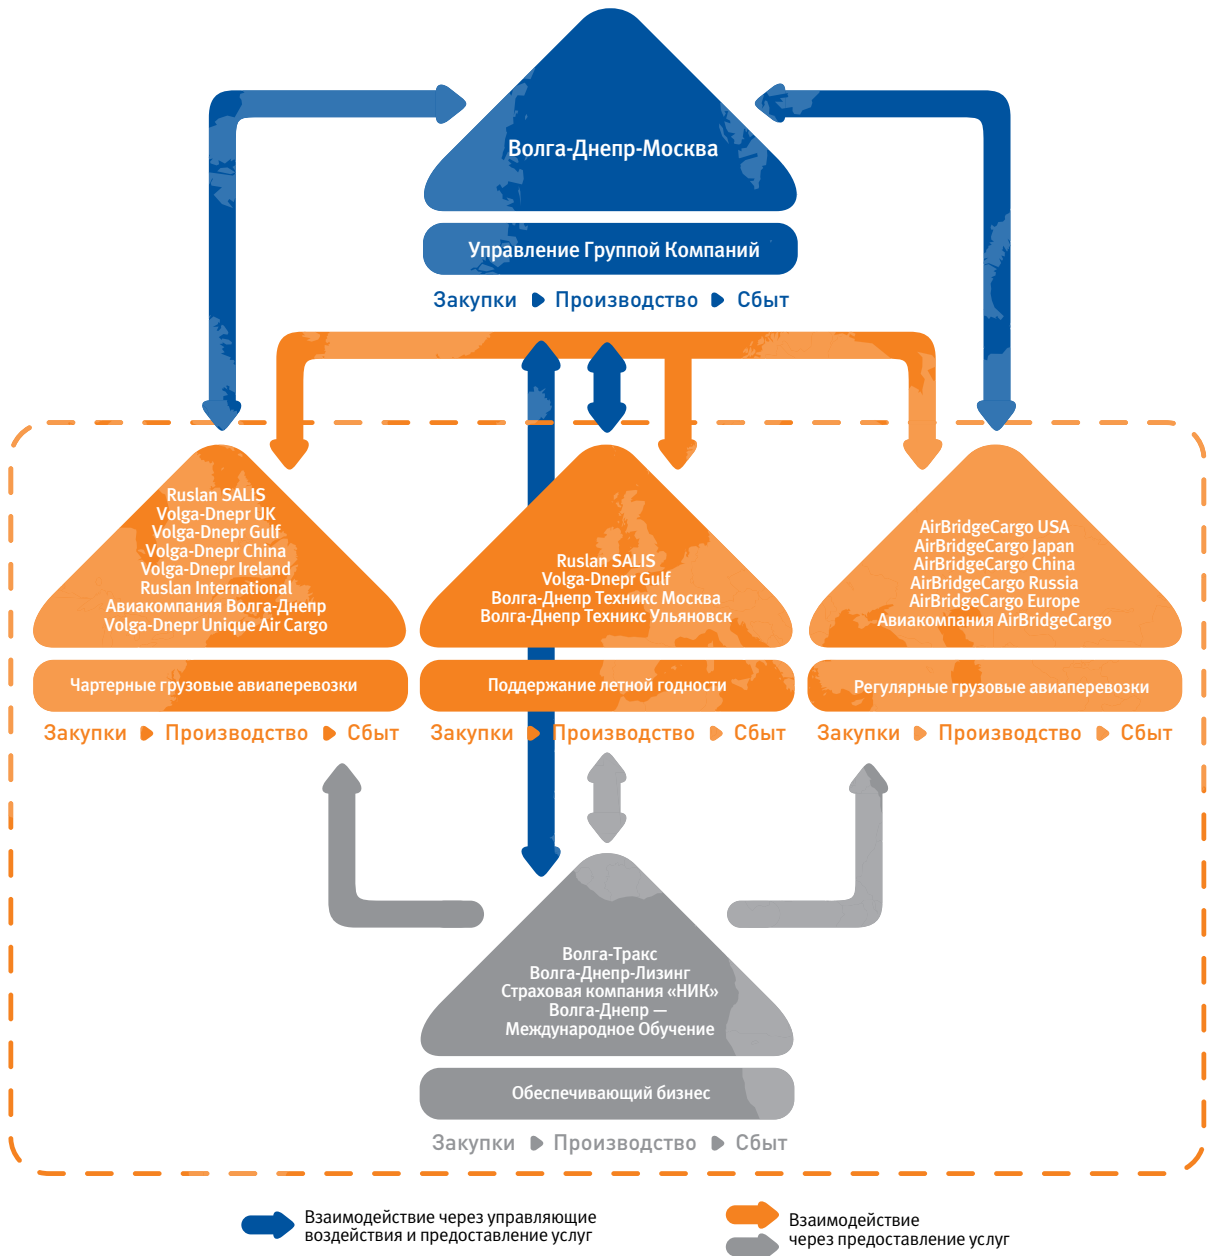 Волга-Днепр-Москва
Управление Группой Компаний
Закупки Производство Сбыт
Ruslan SALIS
Volga-Dnepr UK
Volga-Dnepr Gulf
Volga-Dnepr China
Volga-Dnepr Ireland
Ruslan International
Авиакомпания Волга-Днепр
Volga-Dnepr Unique Air Cargo
Чартерные грузовые авиаперевозки
Закупки Производство Сбыт
Ruslan SALIS
Volga-Dnepr Gulf
Волга-Днепр Техникс Москва
Волга-Днепр Техникс Ульяновск
Поддержание летной годности
Закупки Производство Сбыт
AirBridgeCargo USA
AirBridgeCargo Japan
AirBridgeCargo China
AirBridgeCargo Russia
AirBridgeCargo Europe
Авиакомпания AirBridgeCargo
Регулярные грузовые авиаперевозки
Закупки Производство Сбыт
Волга-Тракс
Волга-Днепр-Лизинг
Страховая компания «НИК»
Волга-Днепр —
Международное Обучение
Обеспечивающий бизнес
Закупки Производство Сбыт
Взаимодействие через управляющие
воздействия и предоставление услуг
Взаимодействие
через предоставление услуг